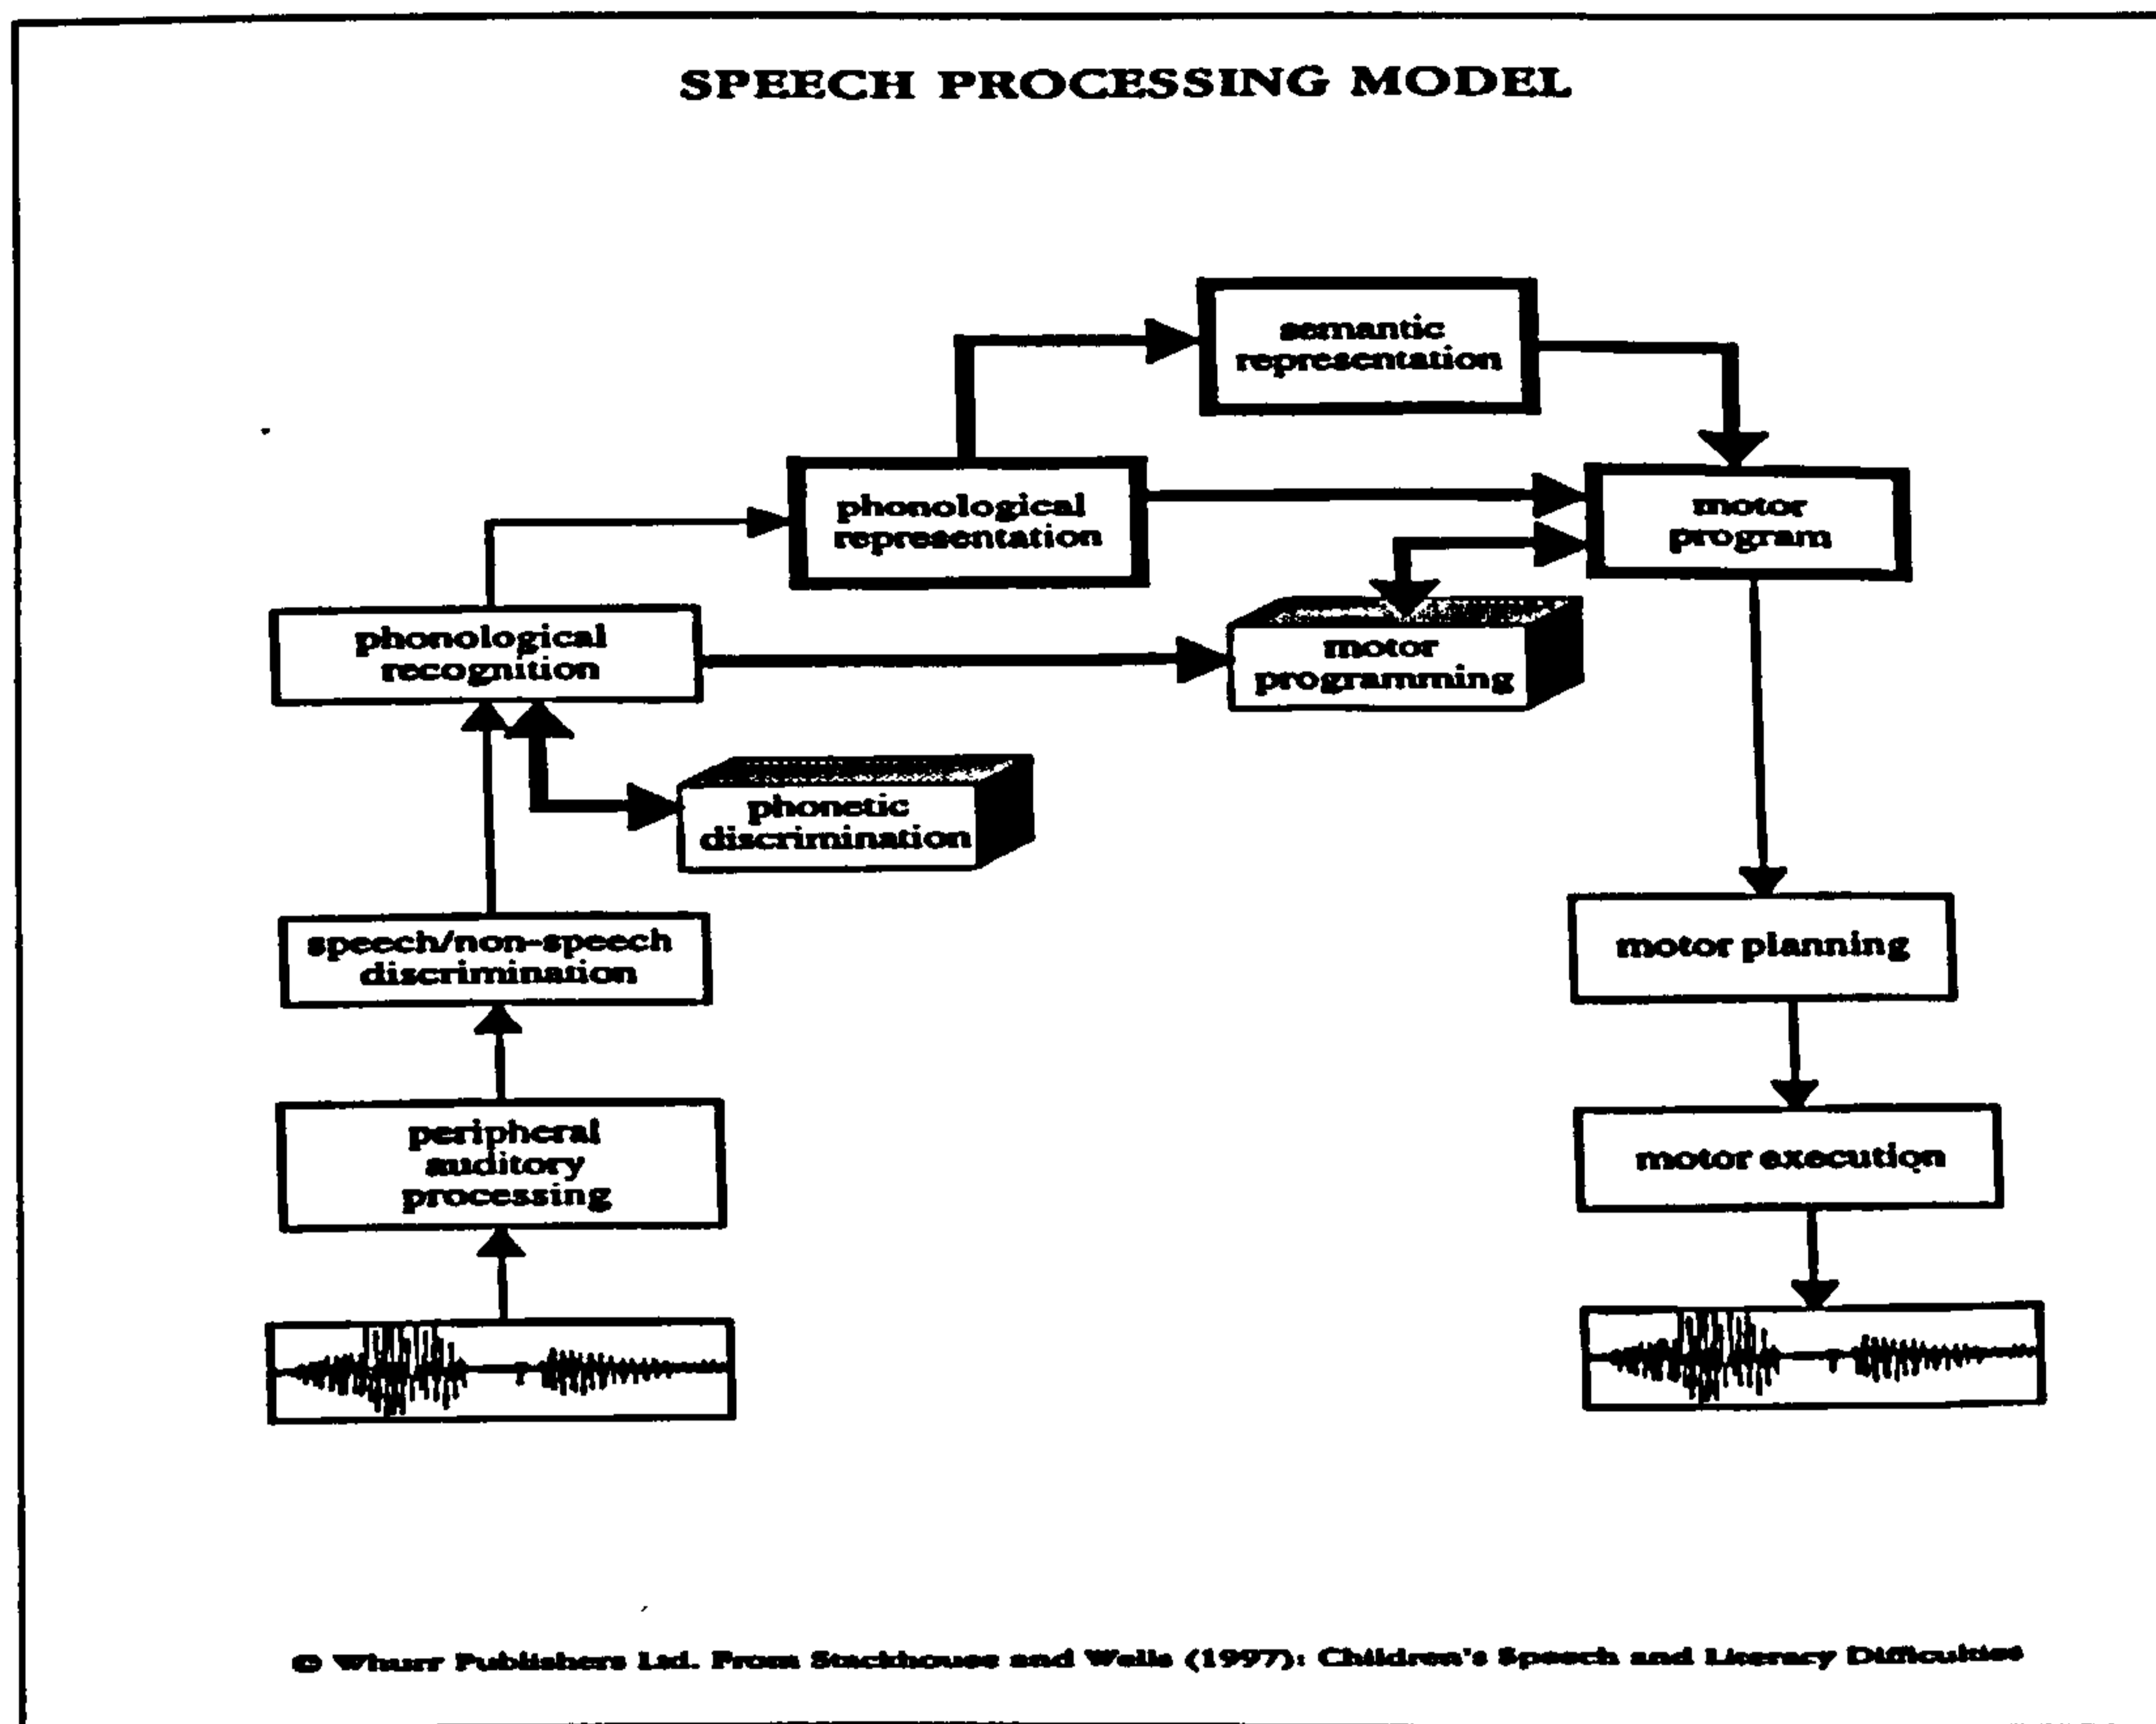 SPEECH PROCESSING MODEL
semantic
representation
phonological
representation
motor
program
phonological
recognition
motor
programming
phonetic
discrimination
speech/non-speech
discrimination
motor planning
peripheral
auditory
processing
motor execution
© Whurr Publishers Ltd. From Stackhouse and Wells (1997): Children's Speech and Literacy Difficulties